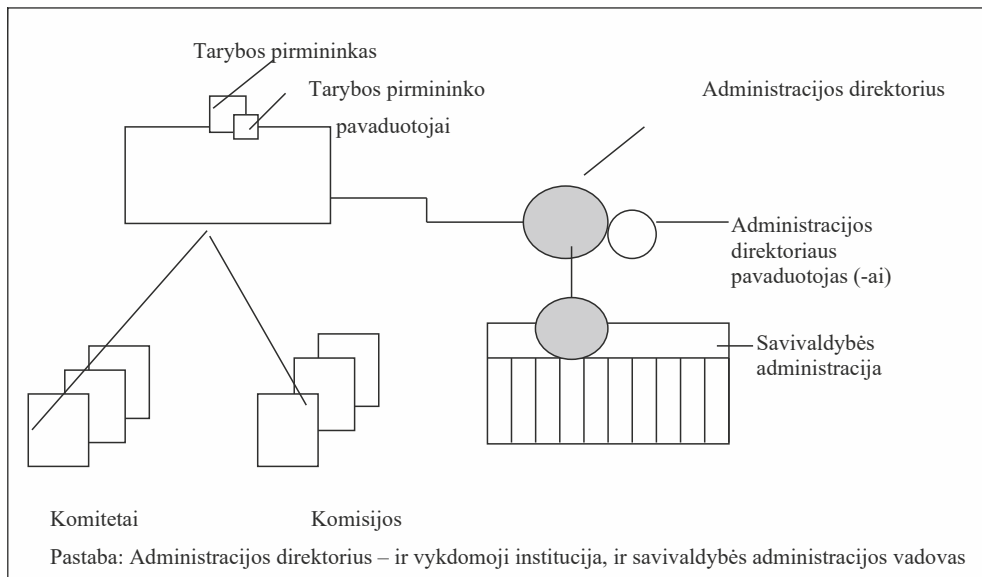 Tarybos pirmininkas
Tarybos pirmininko
pavaduotojai
Administracijos direktorius
Administracijos
direktoriaus
pavaduotojas (-ai)
Savivaldybės
administracija
Komitetai
Komisijos
Pastaba: Administracijos direktorius – ir vykdomoji institucija, ir savivaldybės administracijos vadovas